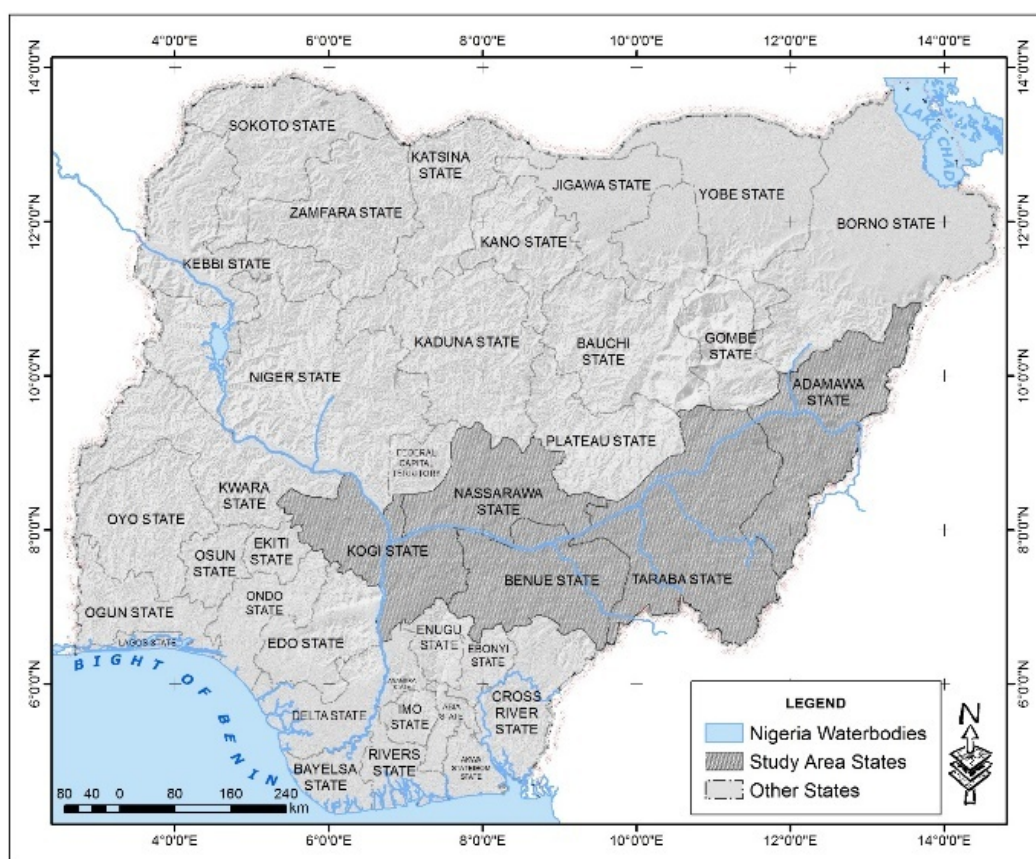 4°0'0"E 6°0'0"E 8°0'0"E 10°0'0"E 12°0'0"E 14°0'0"E
14°0'0"N 14°0'0"N
LAKE CHAD
SOKOTO STATE
KATSINA
STATE
JIGAWA STATE
YOBE STATE
ZAMFARA STATE
BORNO STATE
12°0'0"N 12°0'0"N
KANO STATE
KEBBI STATE
KADUNA STATE
BAUCHI
STATE
GOMBE
STATE
NIGER STATE
10°0'0"N 10°0'0"N
ADAMAWA
STATE
PLATEAU STATE
FEDERAL
CAPITAL
TERRITORY
KWARA
STATE
NASSARAWA
STATE
OYO STATE
8°0'0"N 8°0'0"N
OSUN
STATE
EKITI
STATE
KOGI STATE
BENUE STATE
TARABA STATE
ONDO
STATE
OGUN STATE
LAGOS STATE
EDO STATE
ENUGU
STATE
EBONYI
STATE
BIGHT OF BENIN
6°0'0"N 6°0'0"N
ANAMBRA
STATE
IMO
STATE
ABIA
STATE
CROSS
RIVER
STATE
DELTA STATE
RIVERS
STATE
BAYELSA
STATE
STATE
LEGEND
Nigeria Waterbodies
Study Area States
Other States
N
80 40 0 80 160 240
km
4°0'0"E 6°0'0"E 8°0'0"E 10°0'0"E 12°0'0"E 14°0'0"E